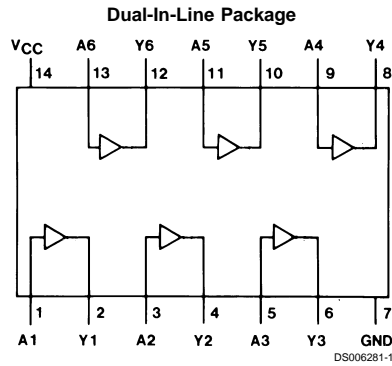 Dual-In-Line Package
VCC A6 Y6 A5 Y5 A4 Y4
14 13 12 11 10 9 8
1 2 3 4 5 6 7
A1 Y1 A2 Y2 A3 Y3 GND
DS006281-1